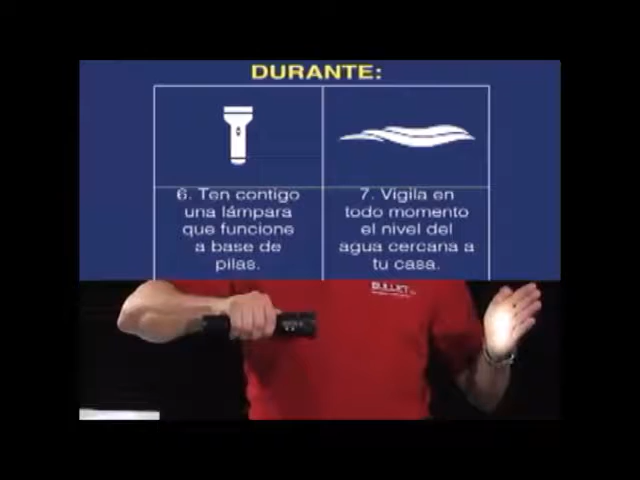 DURANTE:
6. Ten contigo
una lámpara
que funcione
a base de
pilas.
7. Vigila en
todo momento
el nivel del
agua cercana a
tu casa.
BULLET